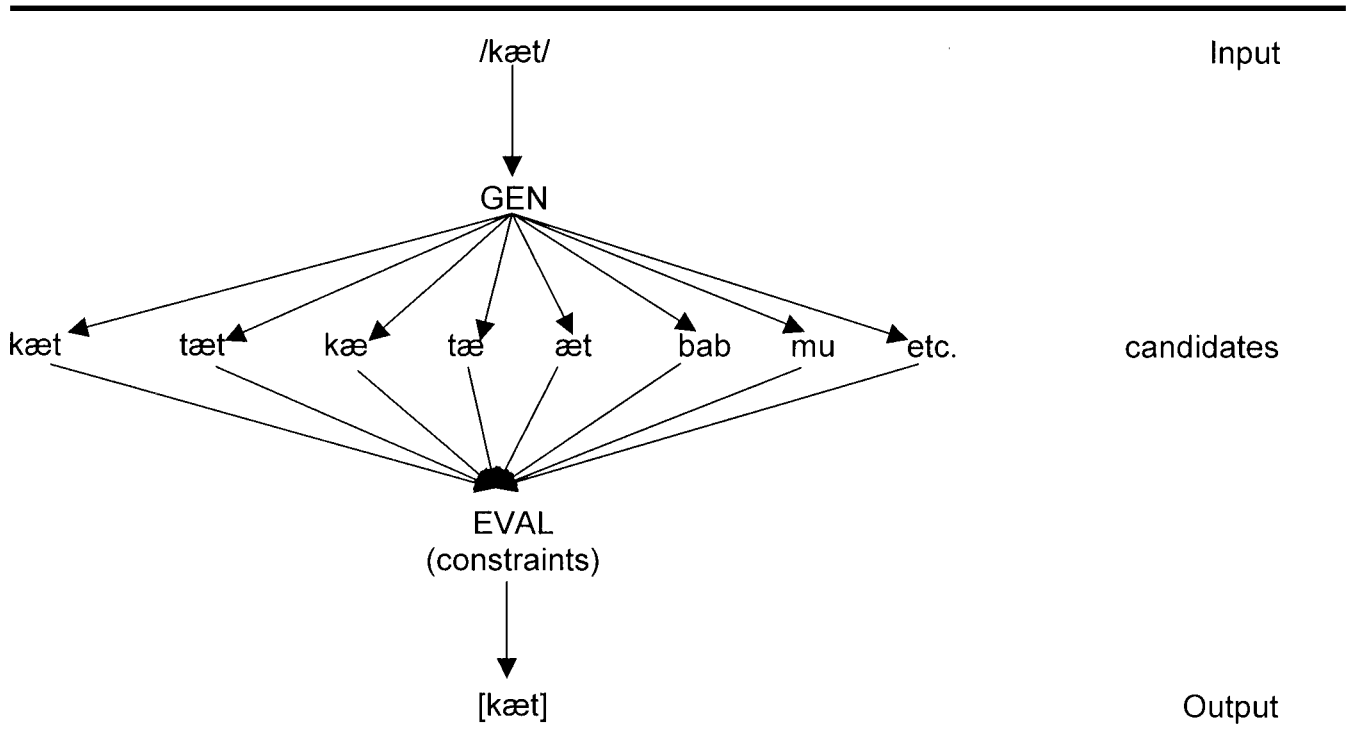 /kæt/ Input
GEN
kæt tæt kæ tæ æt bab mu etc. candidates
EVAL
(constraints)
[kæt] Output